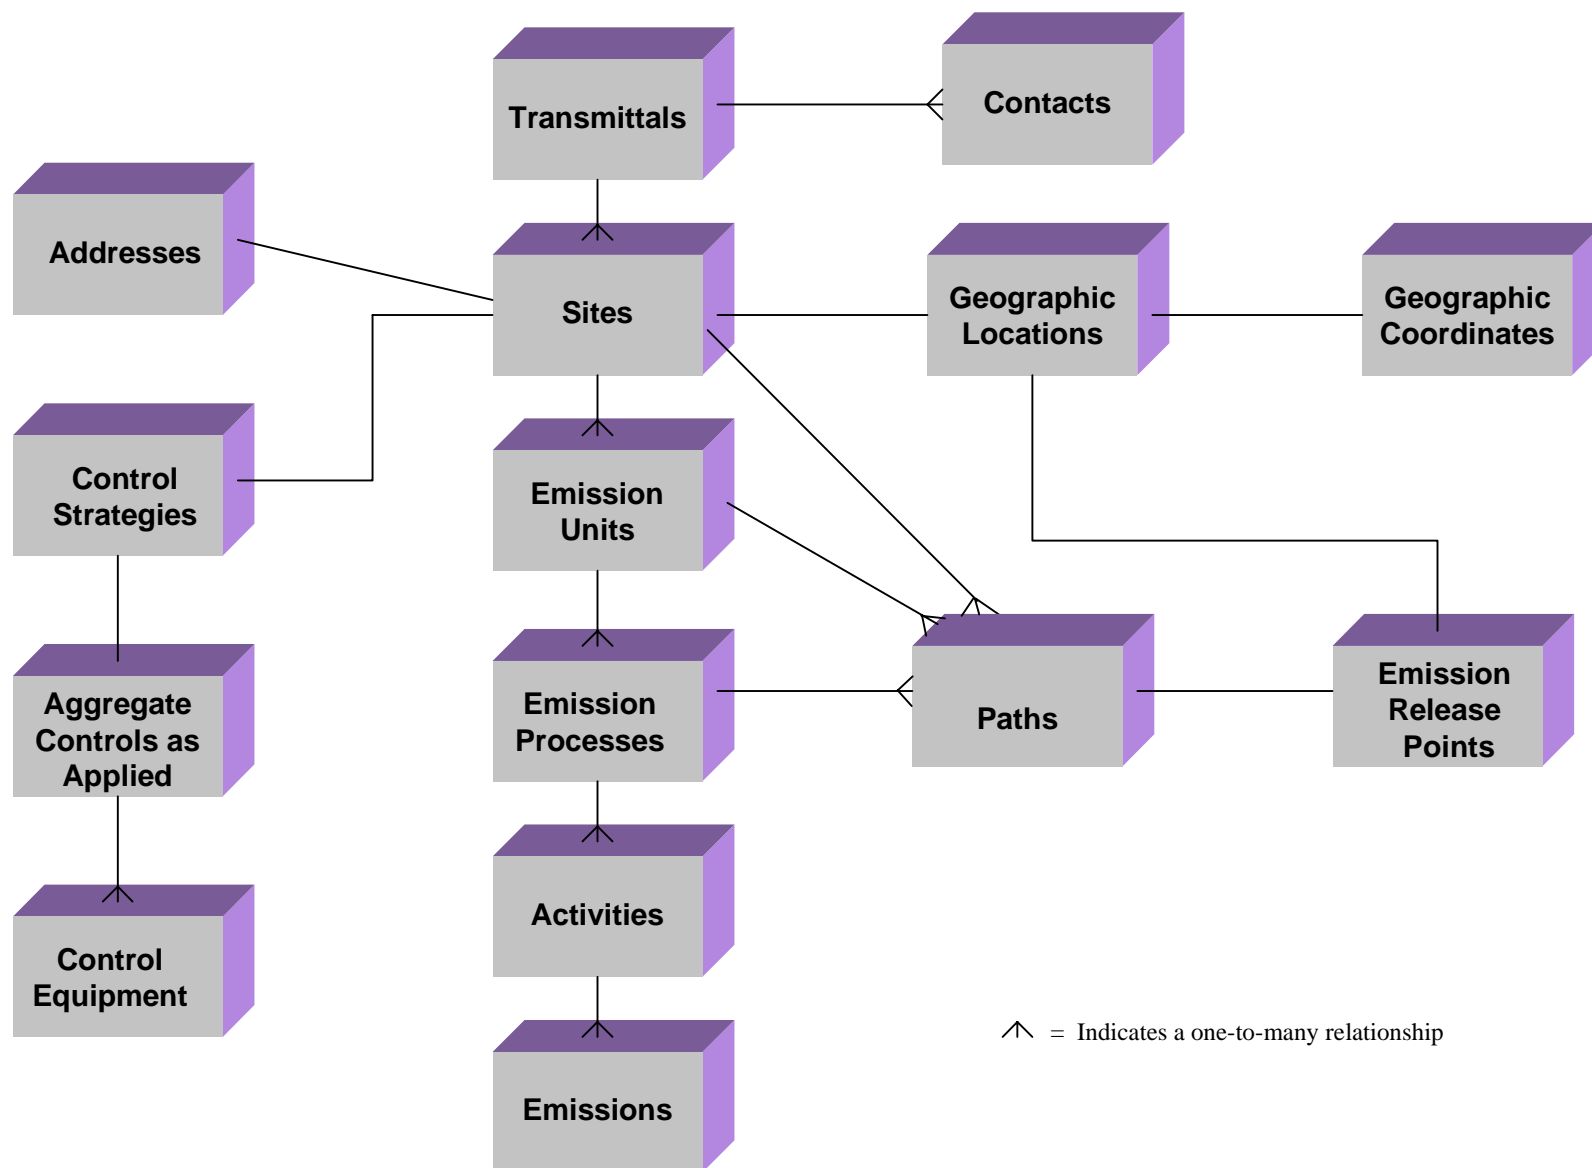 Transmittals
Contacts
Addresses
Sites
Geographic
Locations
Geographic
Coordinates
Control
Strategies
Emission
Units
Aggregate
Controls as
Applied
Emission
Processes
Paths
Emission
Release
Points
Activities
Control
Equipment
Emissions
= Indicates a one-to-many relationship